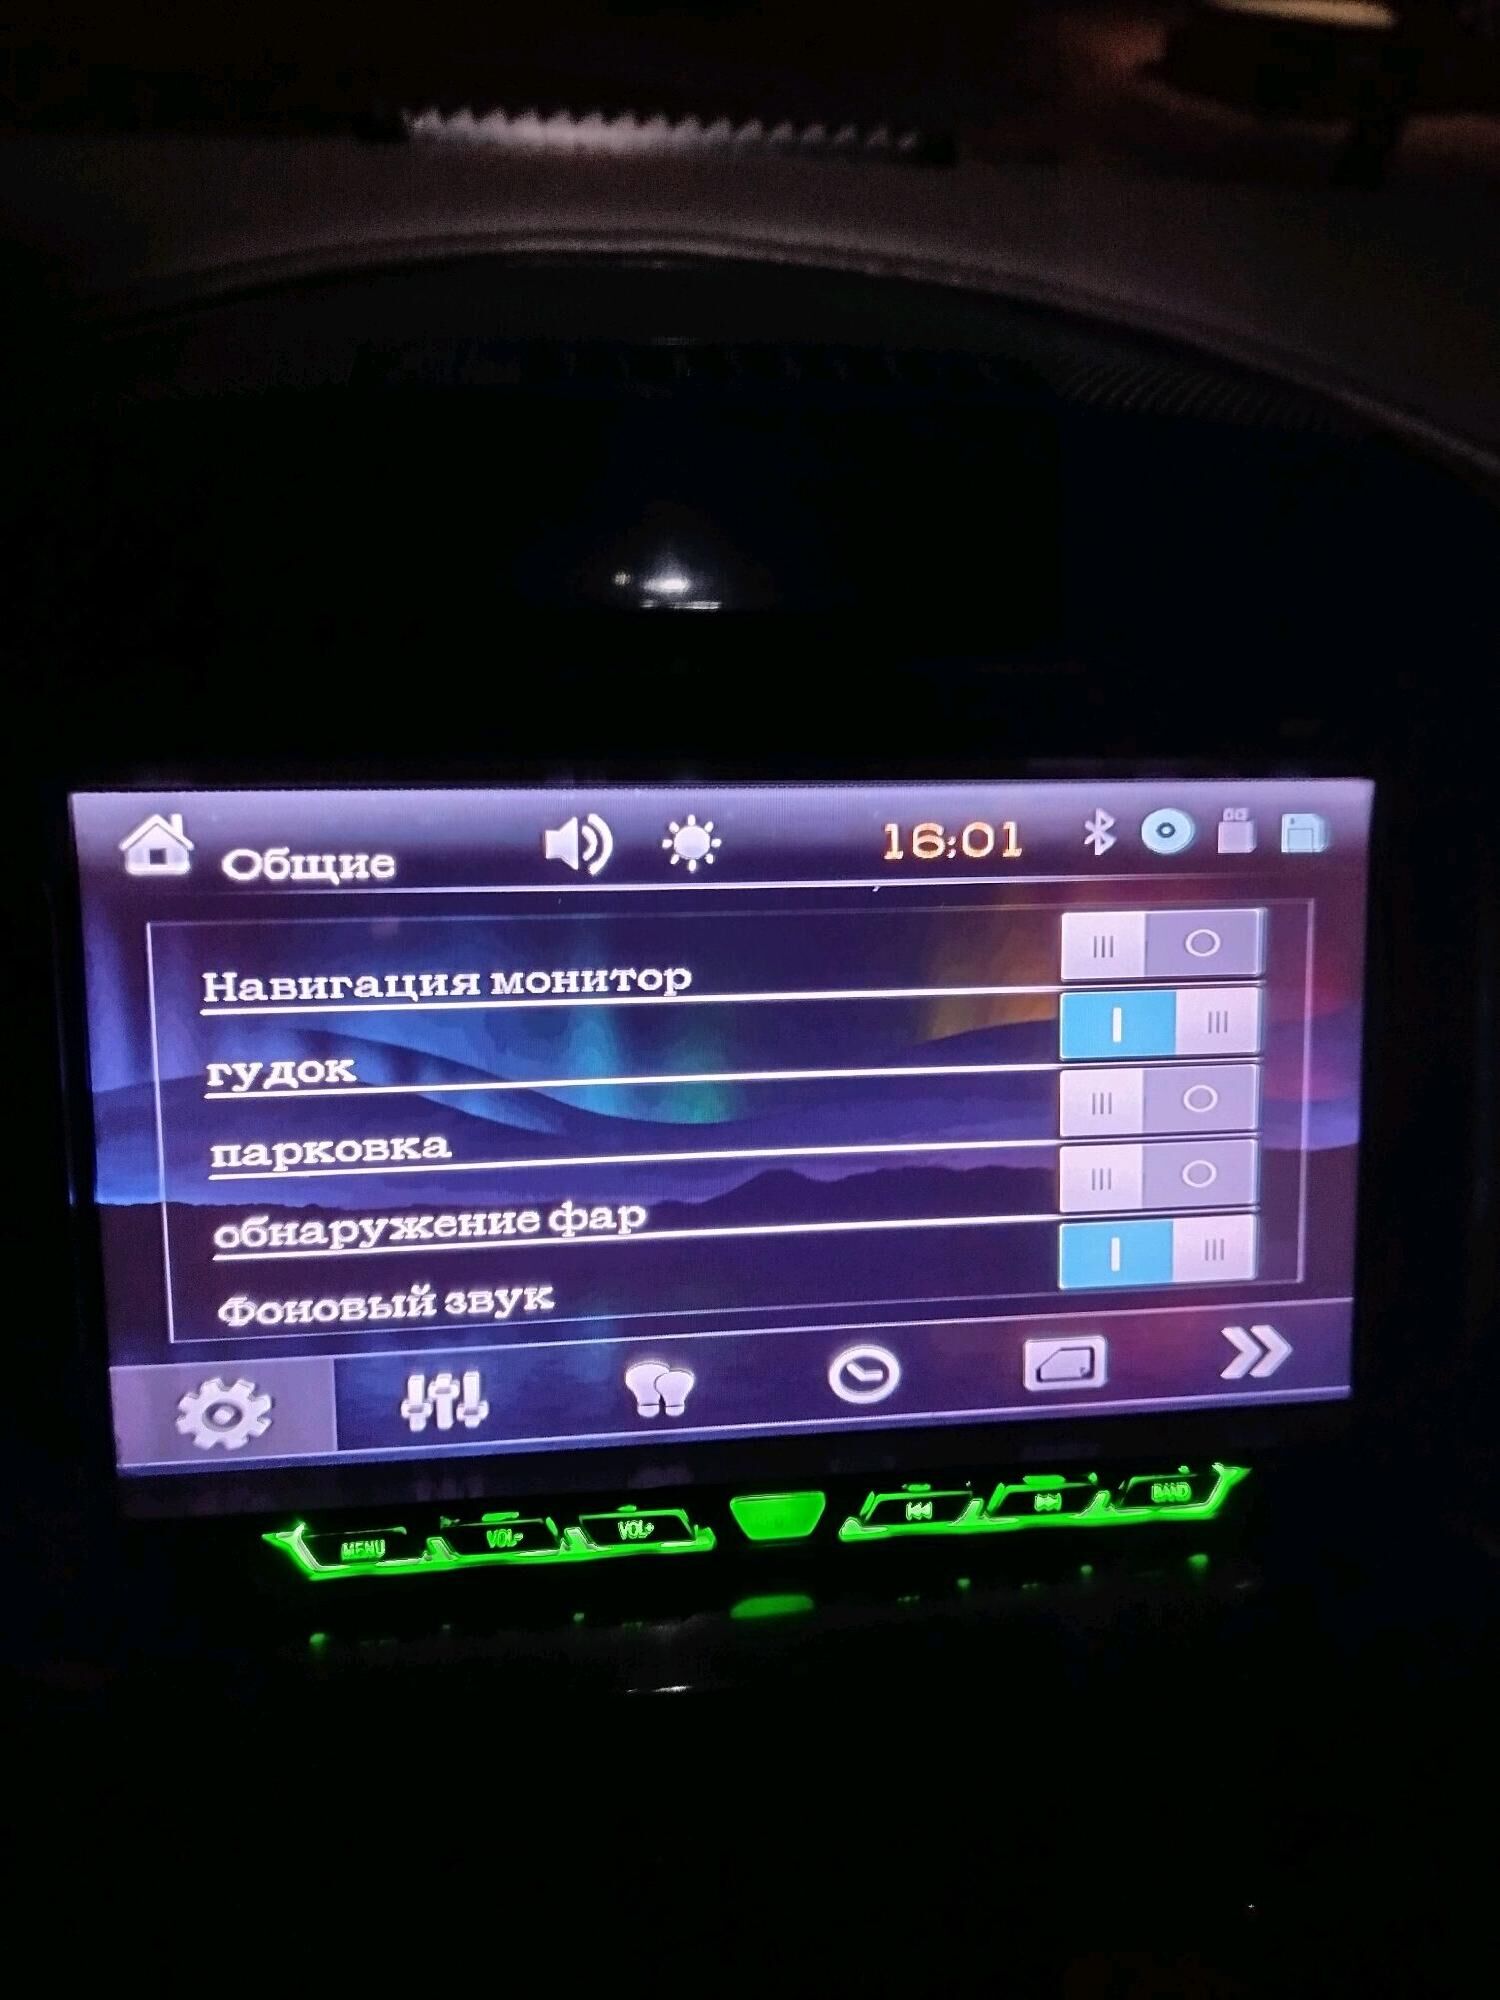 Общие 16:01
Навигация монитор
гудок
парковка
обнаружение фар
Фоновый звук
MENU VOL- VOL+ BAND